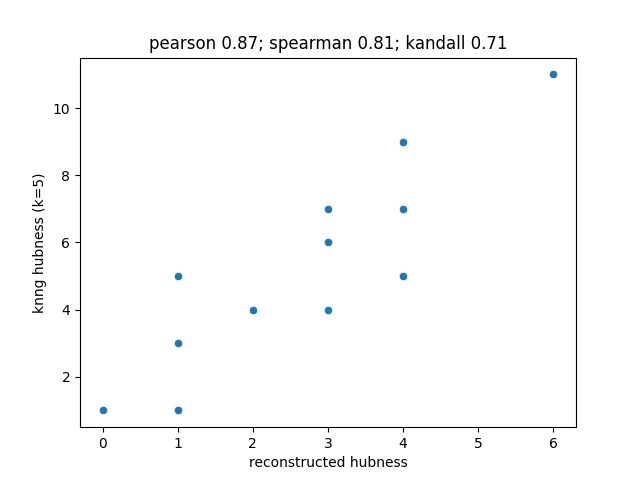 pearson 0.87; spearman 0.81; kandall 0.71
10
8
6
4
2
knng hubness (k=5)
0 1 2 3 4 5 6
reconstructed hubness